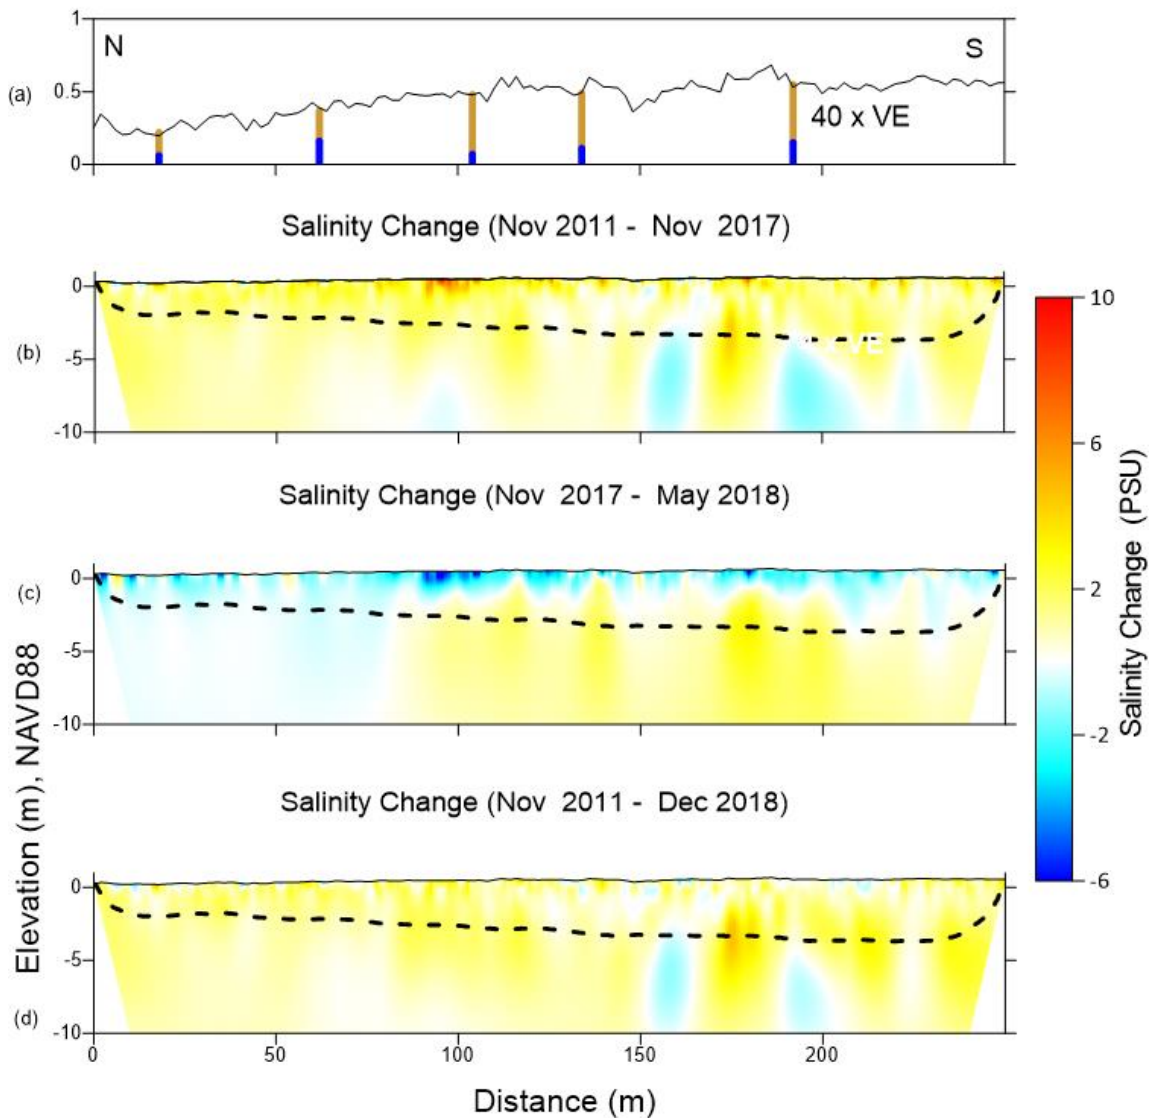 1
N
S
(a)
0.5
40 x VE
0
Salinity Change (Nov 2011 - Nov 2017)
0
(b)
x VE
-5
-10
10
6
2
-2
-6
Salinity Change (PSU)
Salinity Change (Nov 2017 - May 2018)
0
(c)
-5
-10
Elevation (m), NAVD88
Salinity Change (Nov 2011 - Dec 2018)
0
-5
(d)
-10
0
50
100
150
200
Distance (m)